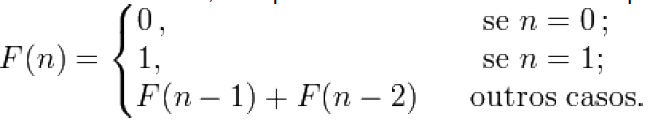 0 ,    se n = 0 ;
F(n) = { 1,    se n = 1;
F(n − 1) + F(n − 2)    outros casos.